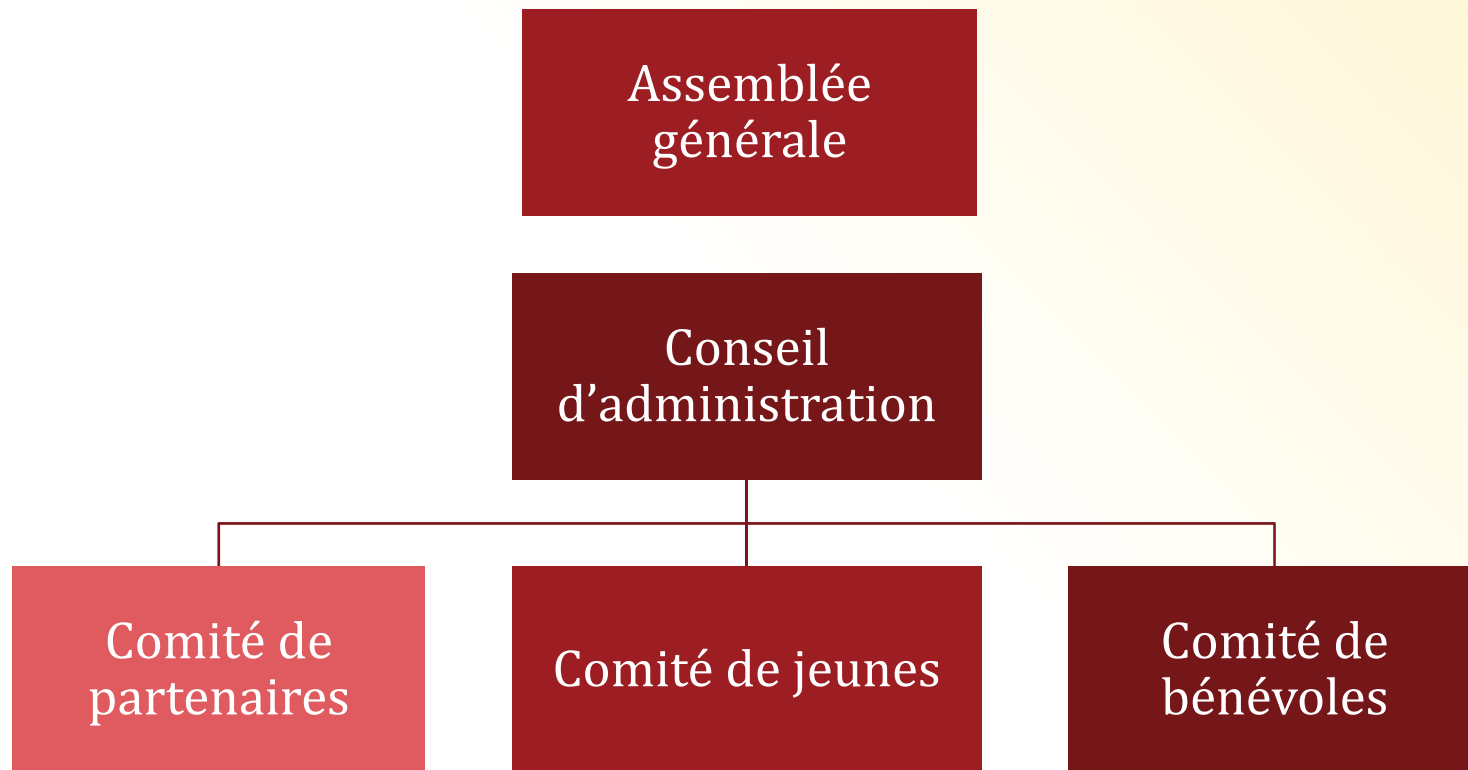 Assemblée
générale
Conseil
d’administration
Comité de
partenaires
Comité de jeunes
Comité de
bénévoles